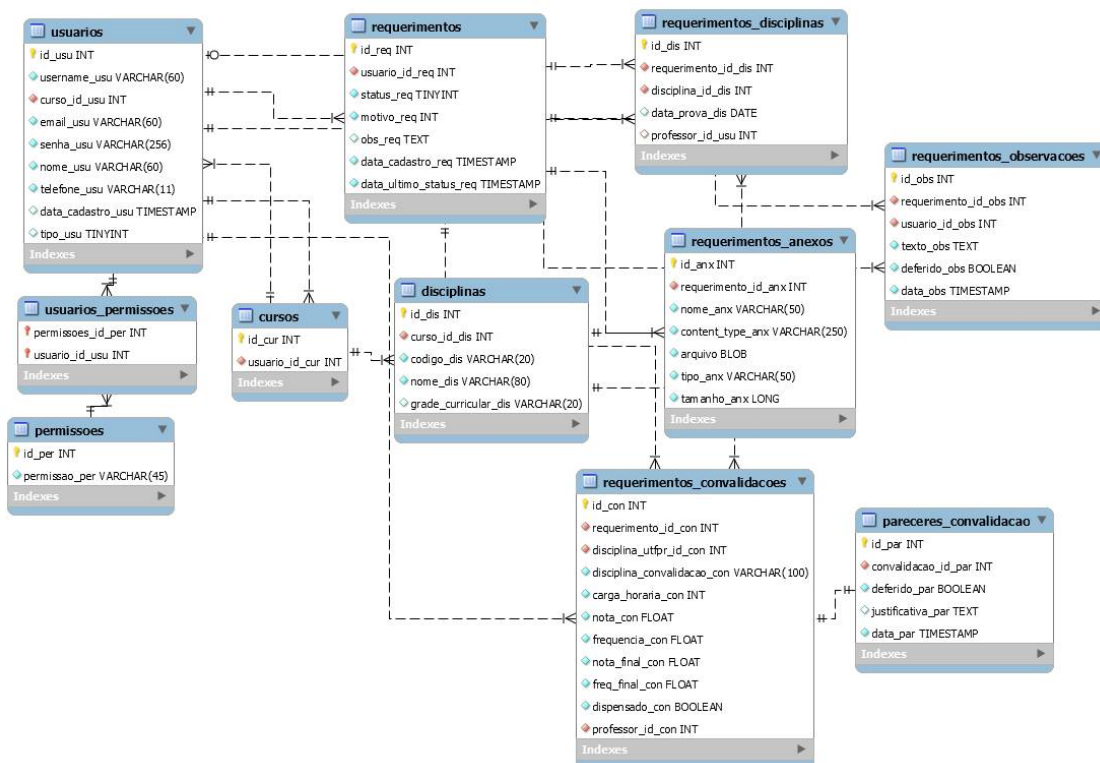 usuarios
id_usu INT
username_usu VARCHAR(60)
curso_id_usu INT
email_usu VARCHAR(60)
senha_usu VARCHAR(256)
nome_usu VARCHAR(60)
telefone_usu VARCHAR(11)
data_cadastro_usu TIMESTAMP
tipo_usu TINYINT
Indexes
requerimentos
id_req INT
usuario_id_req INT
status_req TINYINT
motivo_req INT
obs_req TEXT
data_cadastro_req TIMESTAMP
data_ultimo_status_req TIMESTAMP
Indexes
requerimentos_disciplinas
id_dis INT
requerimento_id_dis INT
disciplina_id_dis INT
data_prova_dis DATE
professor_id_usu INT
Indexes
requerimentos_observacoes
id_obs INT
requerimento_id_obs INT
usuario_id_obs INT
texto_obs TEXT
deferido_obs BOOLEAN
data_obs TIMESTAMP
Indexes
requerimentos_anexos
id_anx INT
requerimento_id_anx INT
nome_anx VARCHAR(50)
content_type_anx VARCHAR(250)
arquivo BLOB
tipo_anx VARCHAR(50)
tamanho_anx LONG
Indexes
usuarios_permissoes
permissoes_id_per INT
usuario_id_usu INT
Indexes
cursos
id_cur INT
usuario_id_cur INT
Indexes
disciplinas
id_dis INT
curso_id_dis INT
codigo_dis VARCHAR(20)
nome_dis VARCHAR(80)
grade_curricular_dis VARCHAR(20)
Indexes
permissoes
id_per INT
permissao_per VARCHAR(45)
Indexes
requerimentos_convalidacoes
id_con INT
requerimento_id_con INT
disciplina_utfpr_id_con INT
disciplina_convalidacao_con VARCHAR(100)
carga_horaria_con INT
nota_con FLOAT
frequencia_con FLOAT
nota_final_con FLOAT
freq_final_con FLOAT
dispensado_con BOOLEAN
professor_id_con INT
Indexes
pareceres_convalidacao
id_par INT
convalidacao_id_par INT
deferido_par BOOLEAN
justificativa_par TEXT
data_par TIMESTAMP
Indexes